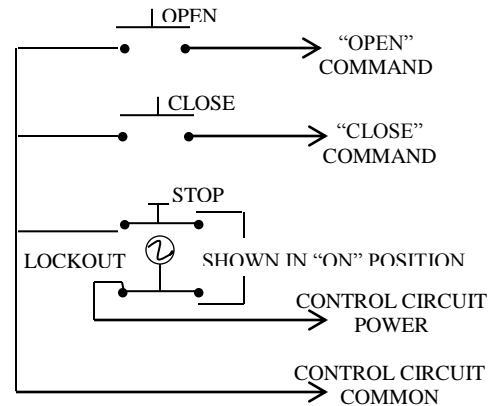 OPEN
“OPEN”
COMMAND
CLOSE
“CLOSE”
COMMAND
STOP
LOCKOUT
SHOWN IN “ON” POSITION
CONTROL CIRCUIT
POWER
CONTROL CIRCUIT
COMMON